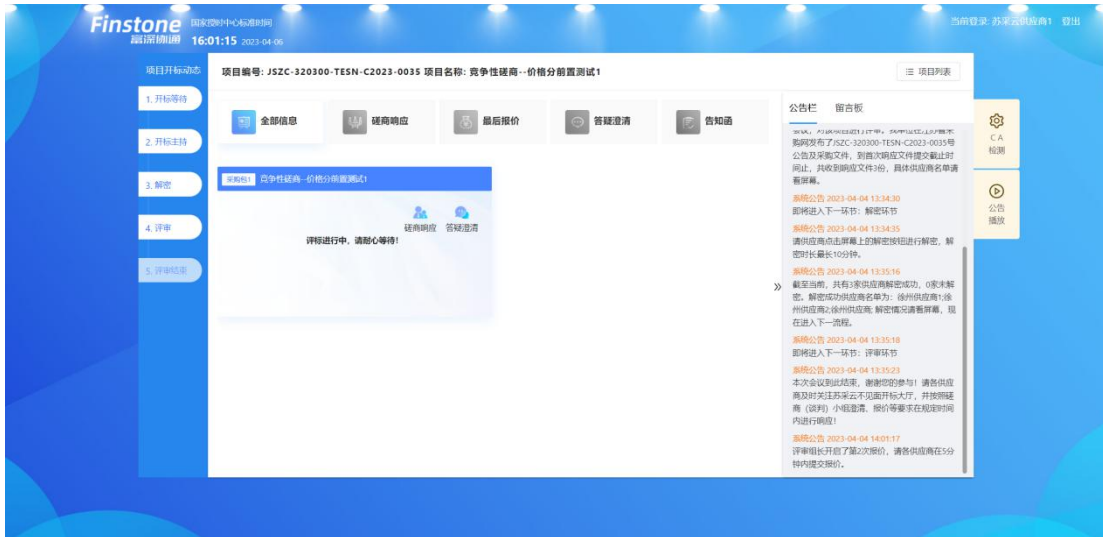 Finstone
富深协通
国家授时中心标准时间
16:01:15 2023-04-06
当前登录: 苏采云供应商1 登出
项目开标动态
1. 开标等待
2. 开标主持
3. 解密
4. 评审
5. 评审结束
项目编号: JSZC-320300-TESN-C2023-0035 项目名称: 竞争性磋商--价格分前置测试1
项目列表
全部信息
磋商响应
最后报价
答疑澄清
告知函
采购包1 竞争性磋商--价格分前置测试1
磋商响应 答疑澄清
评标进行中，请耐心等待！
公告栏 留言板
购网发布了JSZC-320300-TESN-C2023-0035号
公告及采购文件，到首次响应文件提交截止时
间止，共收到响应文件3份，具体供应商名单请
看屏幕。
系统公告 2023-04-04 13:34:30
即将进入下一环节：解密环节
系统公告 2023-04-04 13:34:35
请供应商点击屏幕上的解密按钮进行解密，解
密时长最长10分钟。
系统公告 2023-04-04 13:35:16
截至当前，共有3家供应商解密成功，0家未解
密。解密成功供应商名单为：徐州供应商1;徐
州供应商2;徐州供应商; 解密情况请看屏幕，现
在进入下一流程。
系统公告 2023-04-04 13:35:18
即将进入下一环节：评审环节
系统公告 2023-04-04 13:35:23
本次会议到此结束，谢谢您的参与！请各供应
商及时关注苏采云不见面开标大厅，并按照磋
商（谈判）小组澄清、报价等要求在规定时间
内进行响应！
系统公告 2023-04-04 14:01:17
评审组长开启了第2次报价，请各供应商在5分
钟内提交报价。
CA
检测
公告
播放